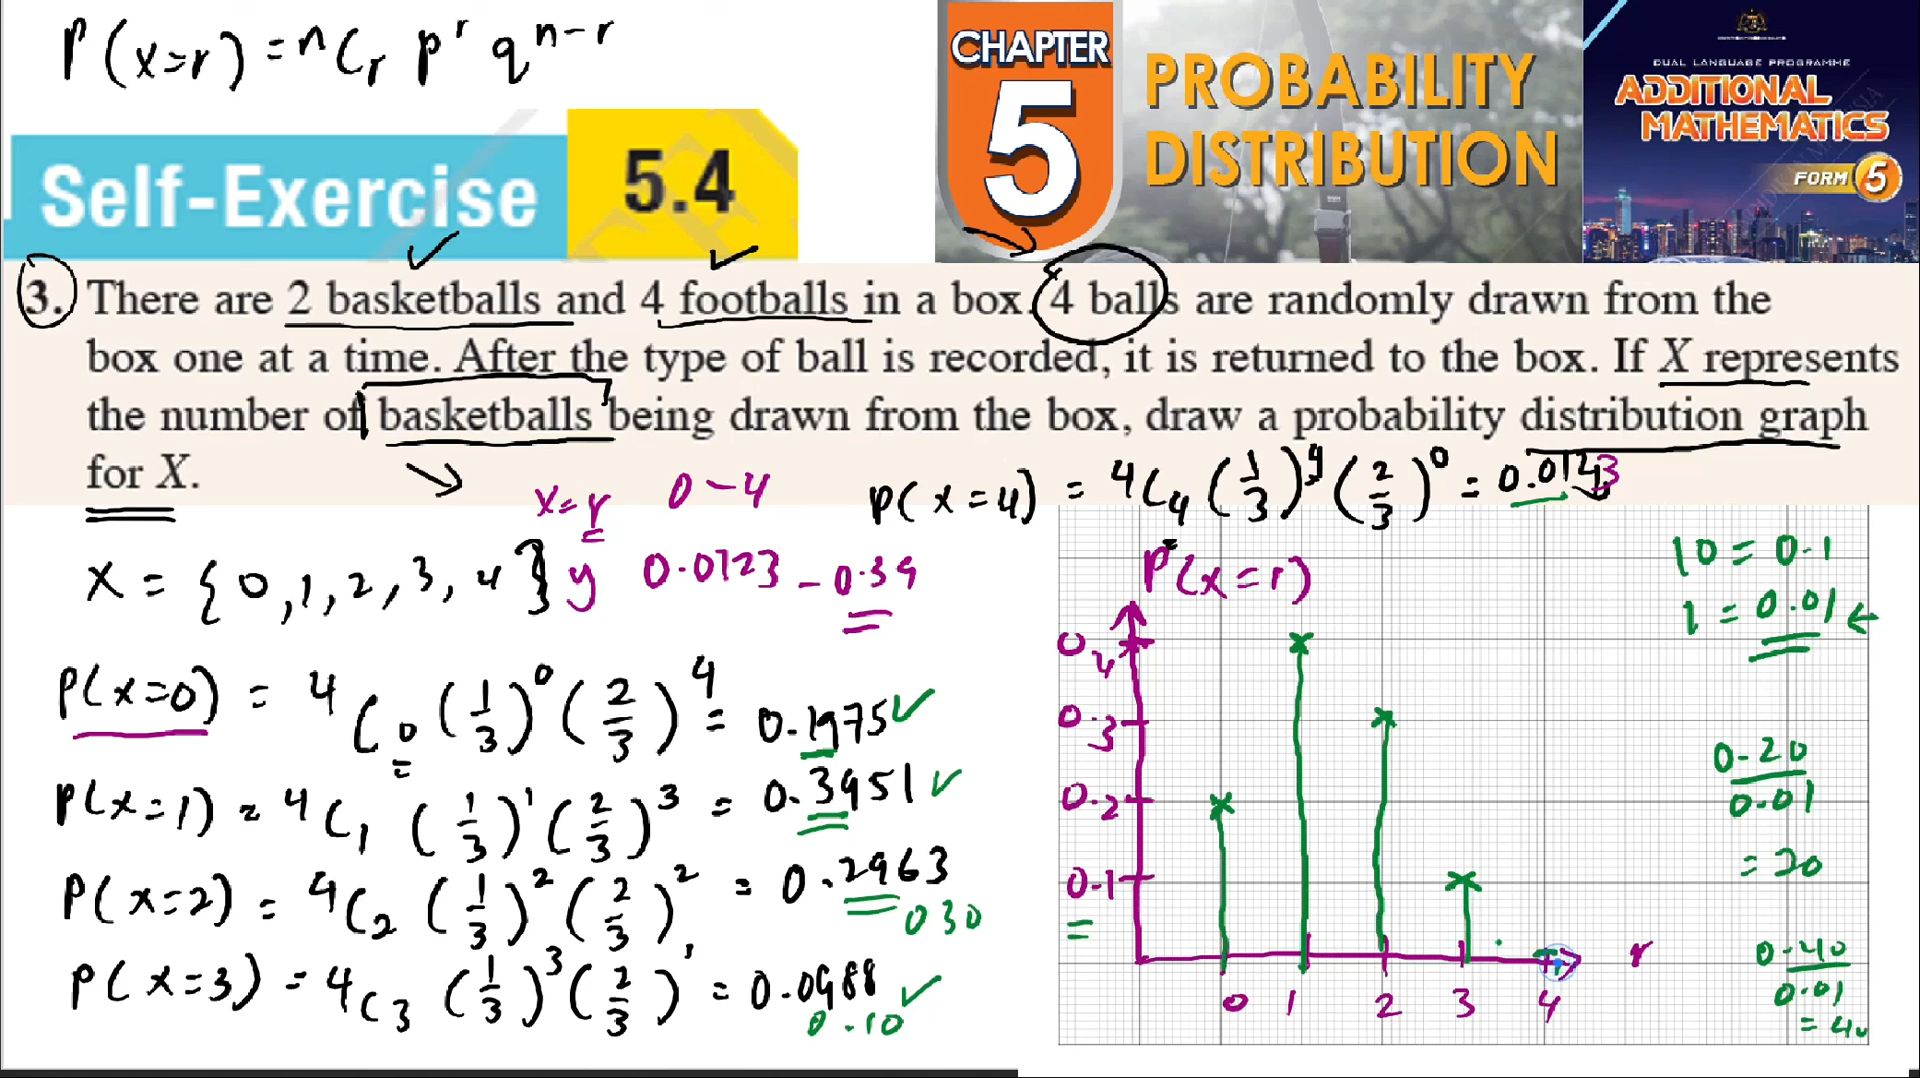 P(x=r) = nCr p^r q^n-r
CHAPTER
5
PROBABILITY
DISTRIBUTION
DUAL LANGUAGE PROGRAMME
ADDITIONAL
MATHEMATICS
FORM 5
Self-Exercise 5.4
3. There are 2 basketballs and 4 footballs in a box. 4 balls are randomly drawn from the
box one at a time. After the type of ball is recorded, it is returned to the box. If X represents
the number of basketballs being drawn from the box, draw a probability distribution graph
for X.
P(x=4) = 4C4 (1/3)^4 (2/3)^0 = 0.0123
x=r 0-4
y 0.0123 - 0.39
X = {0,1,2,3,4}
P(x=0) = 4C0 (1/3)^0 (2/3)^4 = 0.1975
P(x=1) = 4C1 (1/3)^1 (2/3)^3 = 0.3951
P(x=2) = 4C2 (1/3)^2 (2/3)^2 = 0.2963
0.30
P(x=3) = 4C3 (1/3)^3 (2/3)^1 = 0.0988
0.10
P(x=r)
0.4
0.3
0.2
0.1
0 1 2 3 4
r
10 = 0.1
1 = 0.01
0.20
0.01
= 20
0.40
0.01
= 40